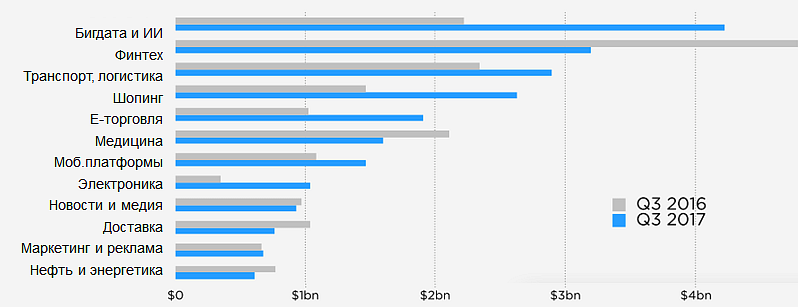 Бигдата и ИИ
Финтех
Транспорт, логистика
Шопинг
Е-торговля
Медицина
Моб.платформы
Электроника
Новости и медия
Доставка
Маркетинг и реклама
Нефть и энергетика
Q3 2016
Q3 2017
$0 $1bn $2bn $3bn $4bn